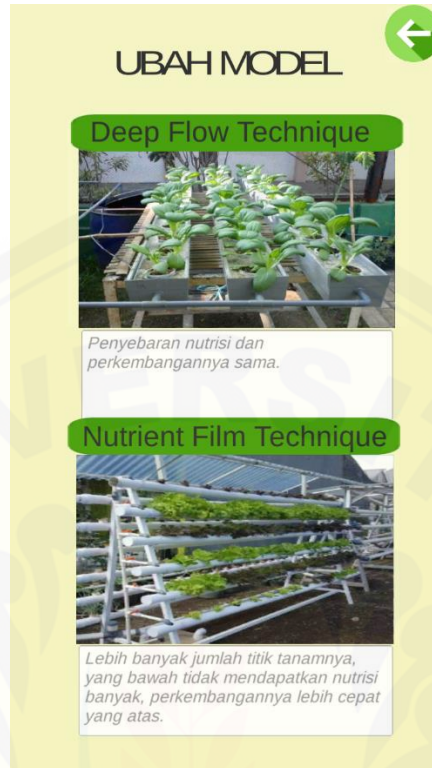 UBAH MODEL
Deep Flow Technique
Penyebaran nutrisi dan
perkembangannya sama.
Nutrient Film Technique
Lebih banyak jumlah titik tanamnya,
yang bawah tidak mendapatkan nutrisi
banyak, perkembangannya lebih cepat
yang atas.